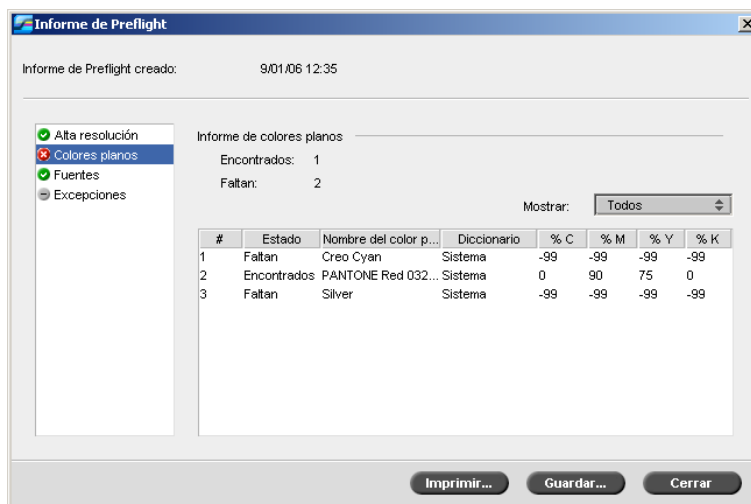 Informe de Preflight
Informe de Preflight creado: 9/01/06 12:35
Alta resolución
Colores planos
Fuentes
Excepciones
Informe de colores planos
Encontrados: 1
Faltan: 2
Mostrar: Todos
# Estado Nombre del color p... Diccionario % C % M % Y % K
1 Faltan Creo Cyan Sistema -99 -99 -99 -99
2 Encontrados PANTONE Red 032... Sistema 0 90 75 0
3 Faltan Silver Sistema -99 -99 -99 -99
Imprimir... Guardar... Cerrar